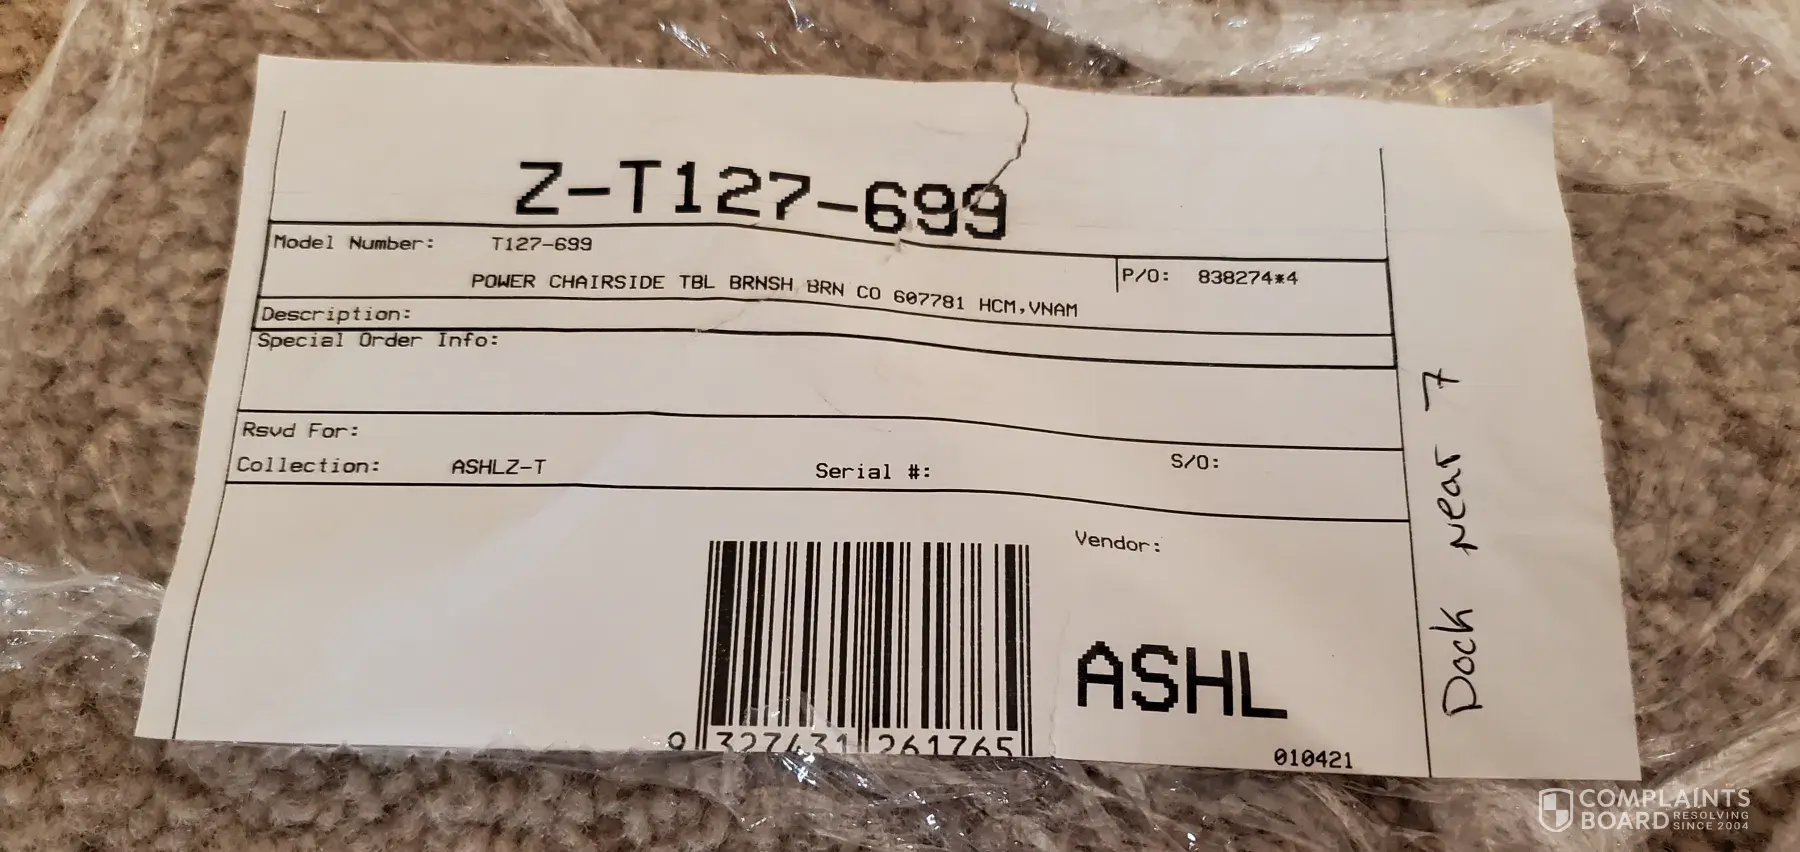 Z-T127-699
Model Number: T127-699
P/O: 838274*4
POWER CHAIRSIDE TBL BRNSH BRN CO 607781 HCM,VNAM
Description:
Special Order Info:
Rsvd For:
Collection: ASHLZ-T Serial #: S/O:
Vendor:
ASHL
9 327431 261765
010421
Dock Near 7
COMPLAINTS
BOARD RESOLVING
SINCE 2004